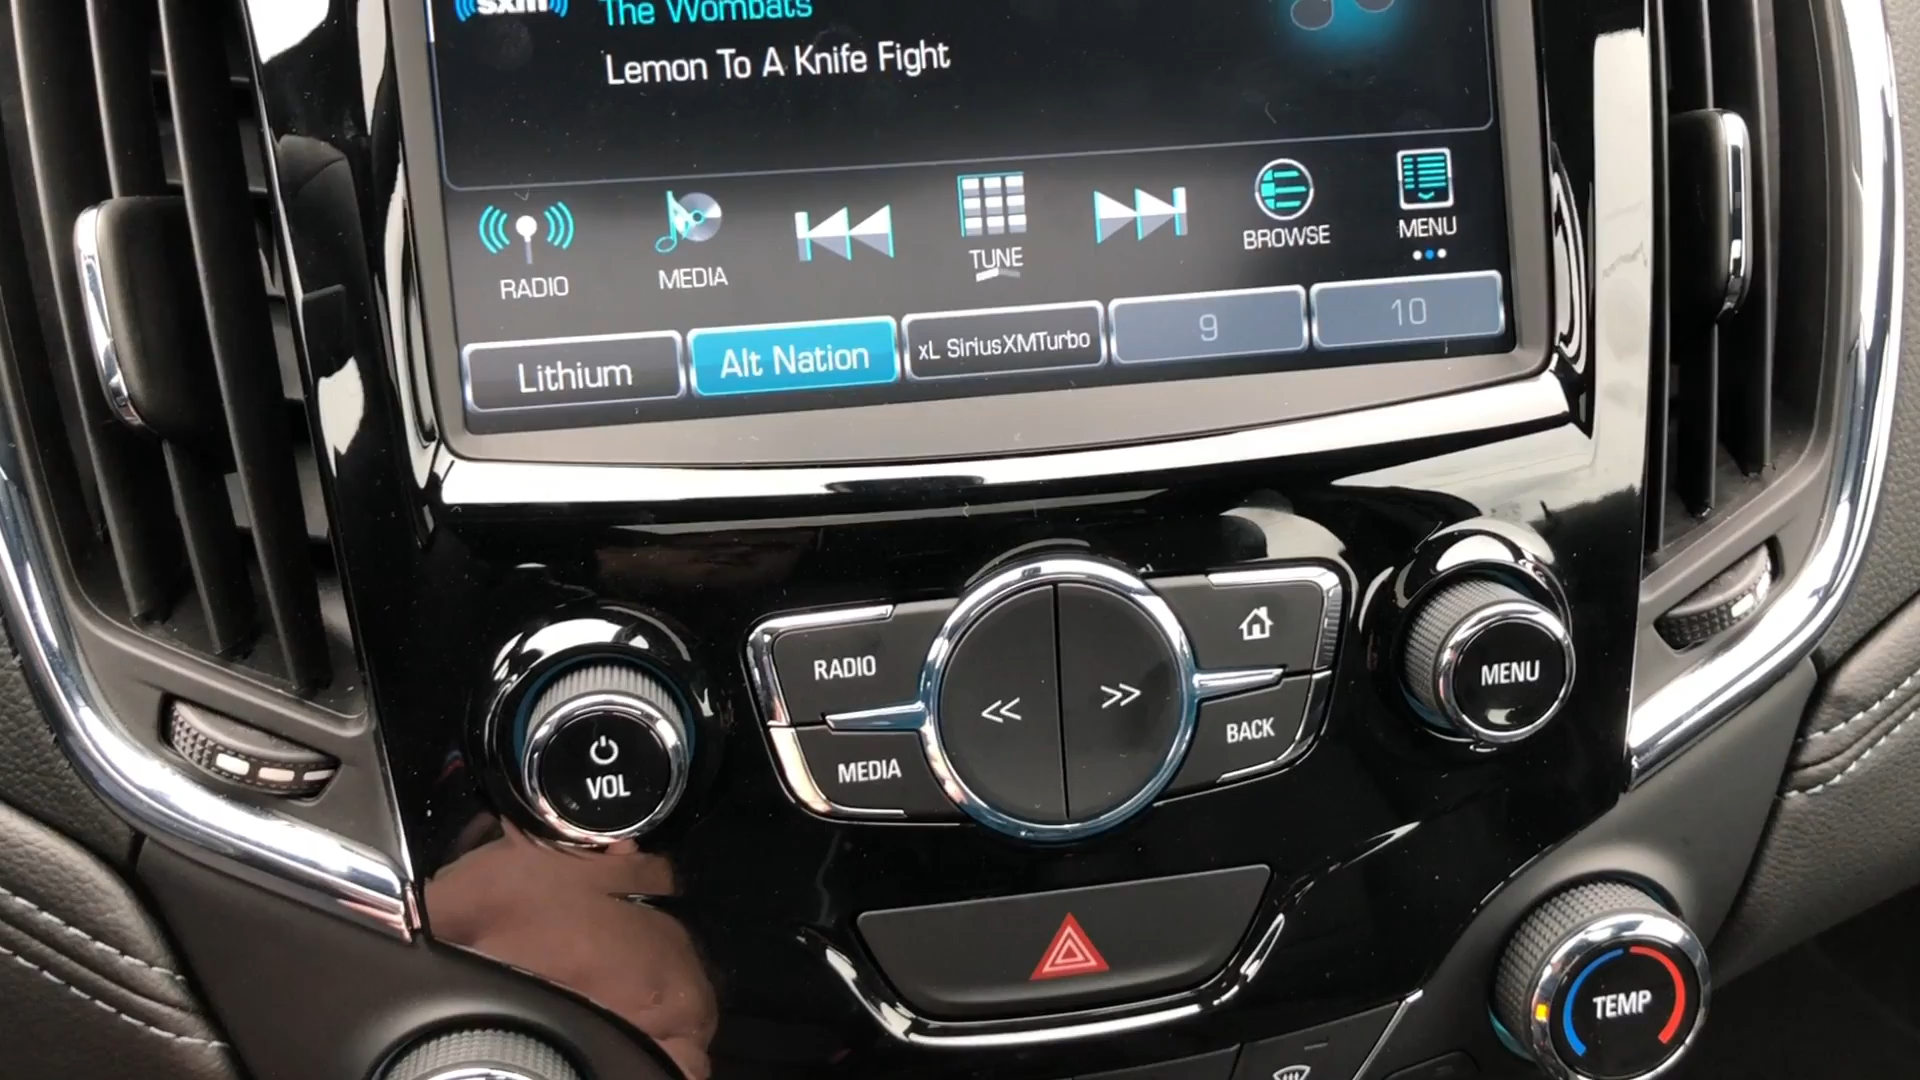 sxm
The Wombats
Lemon To A Knife Fight
RADIO
MEDIA
TUNE
BROWSE
MENU
Lithium
Alt Nation
xL SiriusXMTurbo
9
10
RADIO
MEDIA
<<
>>
BACK
VOL
MENU
TEMP